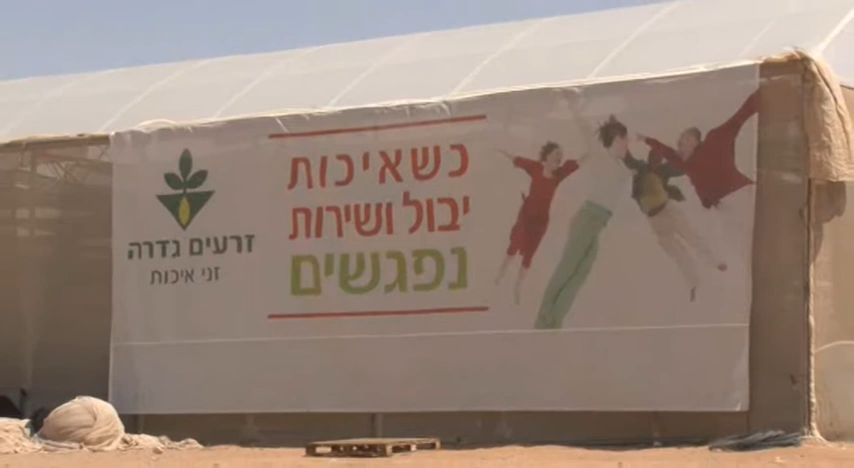 כשאיכות
יבול ושירות
נפגשים
זרעים גדרה
זני איכות